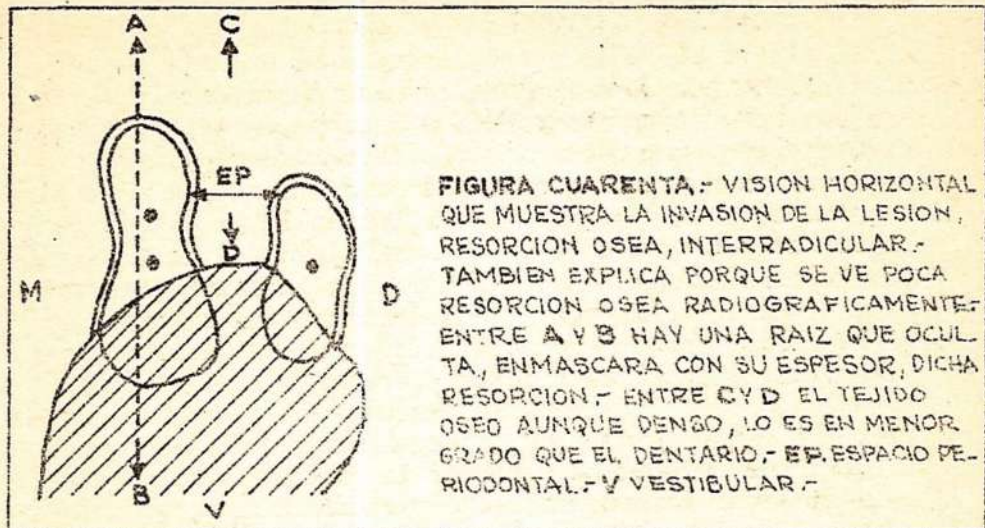 A C
EP
D
M D
B V
FIGURA CUARENTA.- VISION HORIZONTAL
QUE MUESTRA LA INVASION DE LA LESION,
RESORCION OSEA, INTERRADICULAR.-
TAMBIEN EXPLICA PORQUE SE VE POCA
RESORCION OSEA RADIOGRAFICAMENTE.-
ENTRE A Y B HAY UNA RAIZ QUE OCUL-
TA, ENMASCARA CON SU ESPESOR, DICHA
RESORCION.- ENTRE C Y D EL TEJIDO
OSEO AUNQUE DENSO, LO ES EN MENOR
GRADO QUE EL DENTARIO.- EP. ESPACIO PE-
RIODONTAL.- V VESTIBULAR.-